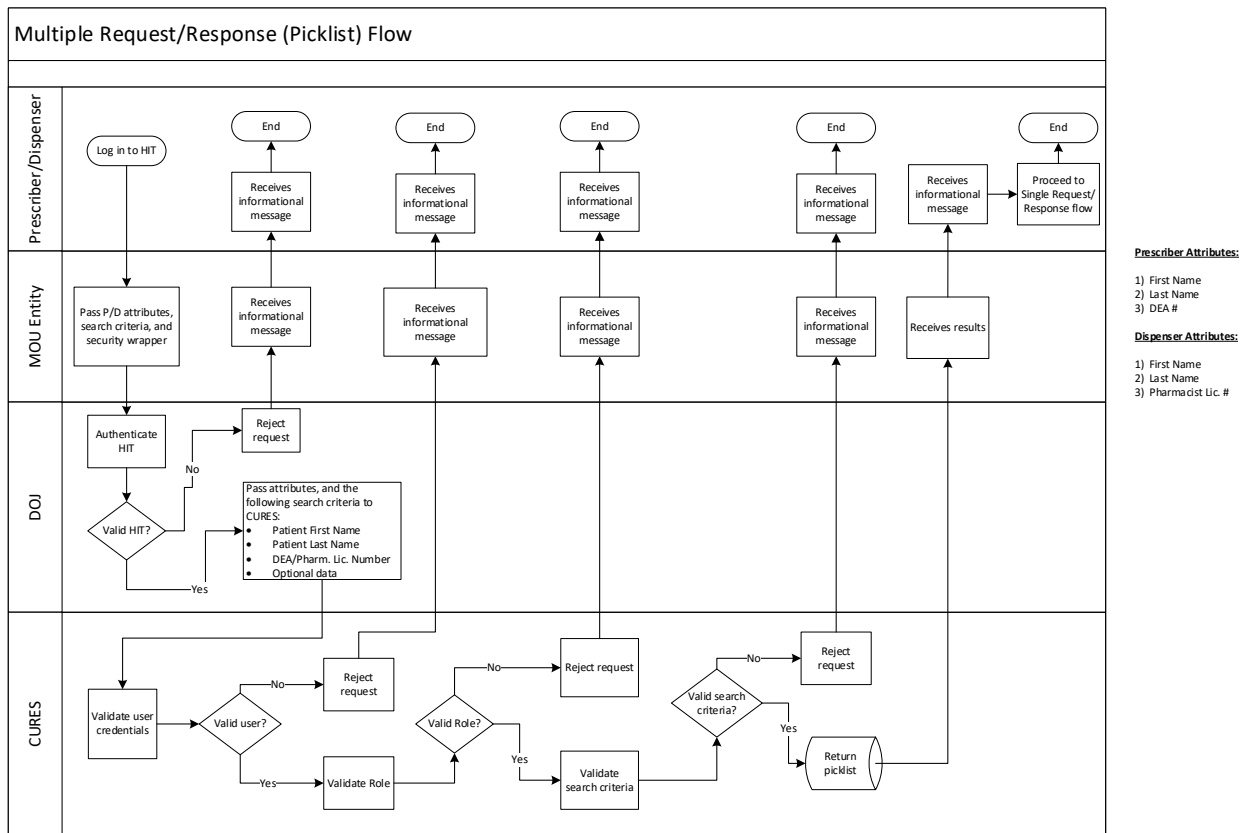 Multiple Request/Response (Picklist) Flow
Prescriber/Dispenser
Log in to HIT
End
Receives
informational
message
End
Receives
informational
message
End
Receives
informational
message
End
Receives
informational
message
Receives
informational
message
End
Proceed to
Single Request/
Response flow
MOU Entity
Pass P/D attributes,
search criteria, and
security wrapper
Receives
informational
message
Receives
informational
message
Receives
informational
message
Receives
informational
message
Receives results
DOJ
Authenticate
HIT
Valid HIT?
No
Reject
request
Yes
Pass attributes, and the
following search criteria to
CURES:
• Patient First Name
• Patient Last Name
• DEA/Pharm. Lic. Number
• Optional data
CURES
Validate user
credentials
Valid user?
No
Reject
request
Yes
Validate Role
Valid Role?
No
Reject request
Yes
Validate
search criteria
Valid search
criteria?
No
Reject
request
Yes
Return
picklist
Prescriber Attributes:
1) First Name
2) Last Name
3) DEA #
Dispenser Attributes:
1) First Name
2) Last Name
3) Pharmacist Lic. #